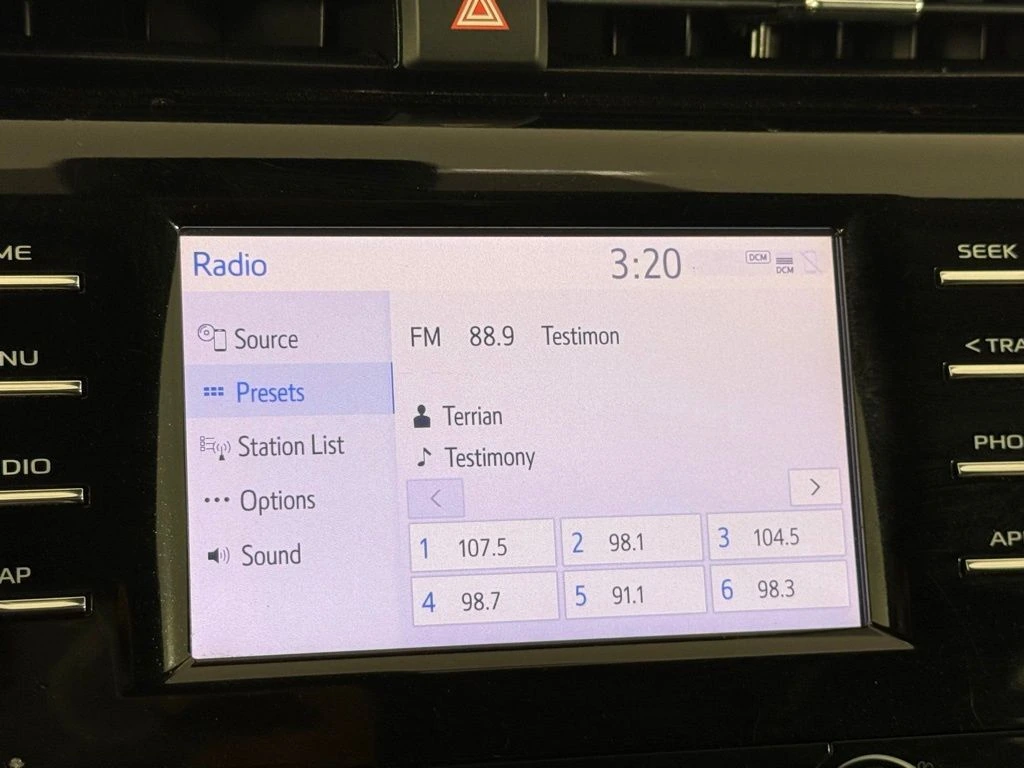 Radio 3:20 DCM DCM
Source
Presets
Station List
Options
Sound
FM 88.9 Testimon
Terrian
Testimony
< >
1 107.5 2 98.1 3 104.5
4 98.7 5 91.1 6 98.3
ME
NU
DIO
AP
SEEK
< TRA
PHO
AP